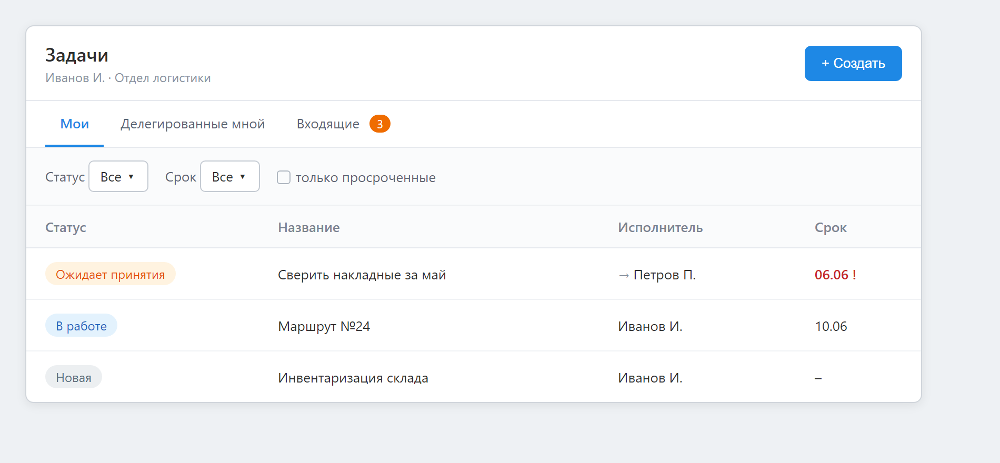 Задачи
Иванов И. · Отдел логистики
+ Создать
Мои Делегированные мной Входящие 3
Статус Все ▼ Срок Все ▼ только просроченные
Статус Название Исполнитель Срок
Ожидает принятия Сверить накладные за май → Петров П. 06.06 !
В работе Маршрут №24 Иванов И. 10.06
Новая Инвентаризация склада Иванов И. –